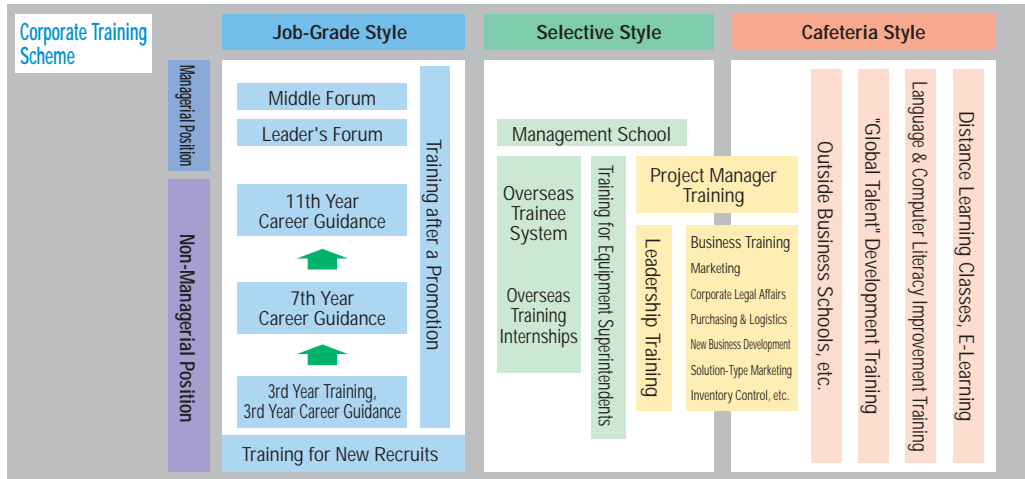 Corporate Training
Scheme
Job-Grade Style
Selective Style
Cafeteria Style
Managerial Position
Non-Managerial Position
Middle Forum
Leader's Forum
11th Year
Career Guidance
7th Year
Career Guidance
3rd Year Training,
3rd Year Career Guidance
Training for New Recruits
Training after a Promotion
Management School
Overseas
Trainee
System
Overseas
Training
Internships
Training for Equipment Superintendents
Project Manager
Training
Leadership Training
Business Training
Marketing
Corporate Legal Affairs
Purchasing & Logistics
New Business Development
Solution-Type Marketing
Inventory Control, etc.
Outside Business Schools, etc.
"Global Talent" Development Training
Language & Computer Literacy Improvement Training
Distance Learning Classes, E-Learning